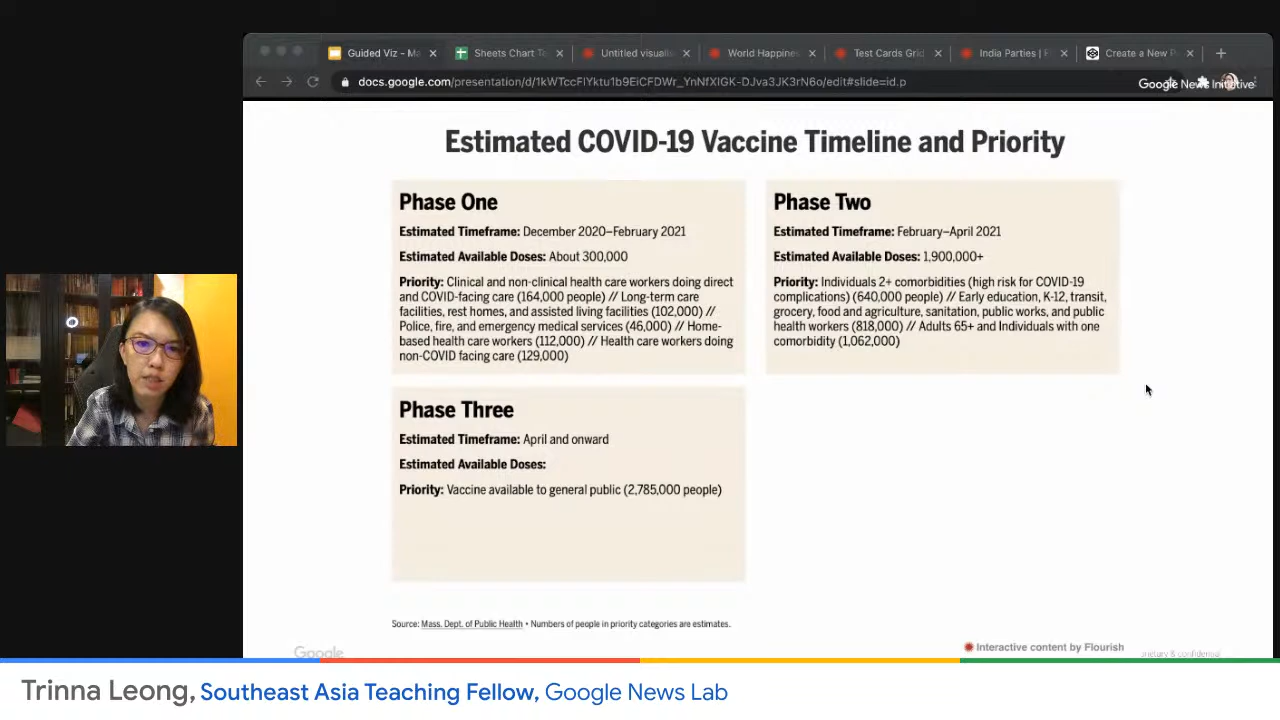 Guided Viz - Ma
Sheets Chart Te
Untitled visuali
World Happines
Test Cards Grid
India Parties | F
Create a New P
docs.google.com/presentation/d/1kWTccFIYktu1b9EiCFDWr_YnNfXIGK-DJva3JK3rN6o/edit#slide=id.p
Google News Initiative
Estimated COVID-19 Vaccine Timeline and Priority
Phase One
Estimated Timeframe: December 2020–February 2021
Estimated Available Doses: About 300,000
Priority: Clinical and non-clinical health care workers doing direct
and COVID-facing care (164,000 people) // Long-term care
facilities, rest homes, and assisted living facilities (102,000) //
Police, fire, and emergency medical services (46,000) // Home-
based health care workers (112,000) // Health care workers doing
non-COVID facing care (129,000)
Phase Two
Estimated Timeframe: February–April 2021
Estimated Available Doses: 1,900,000+
Priority: Individuals 2+ comorbidities (high risk for COVID-19
complications) (640,000 people) // Early education, K-12, transit,
grocery, food and agriculture, sanitation, public works, and public
health workers (818,000) // Adults 65+ and Individuals with one
comorbidity (1,062,000)
Phase Three
Estimated Timeframe: April and onward
Estimated Available Doses:
Priority: Vaccine available to general public (2,785,000 people)
Source: Mass. Dept. of Public Health • Numbers of people in priority categories are estimates.
Google
Interactive content by Flourish
& confidential
Trinna Leong, Southeast Asia Teaching Fellow, Google News Lab